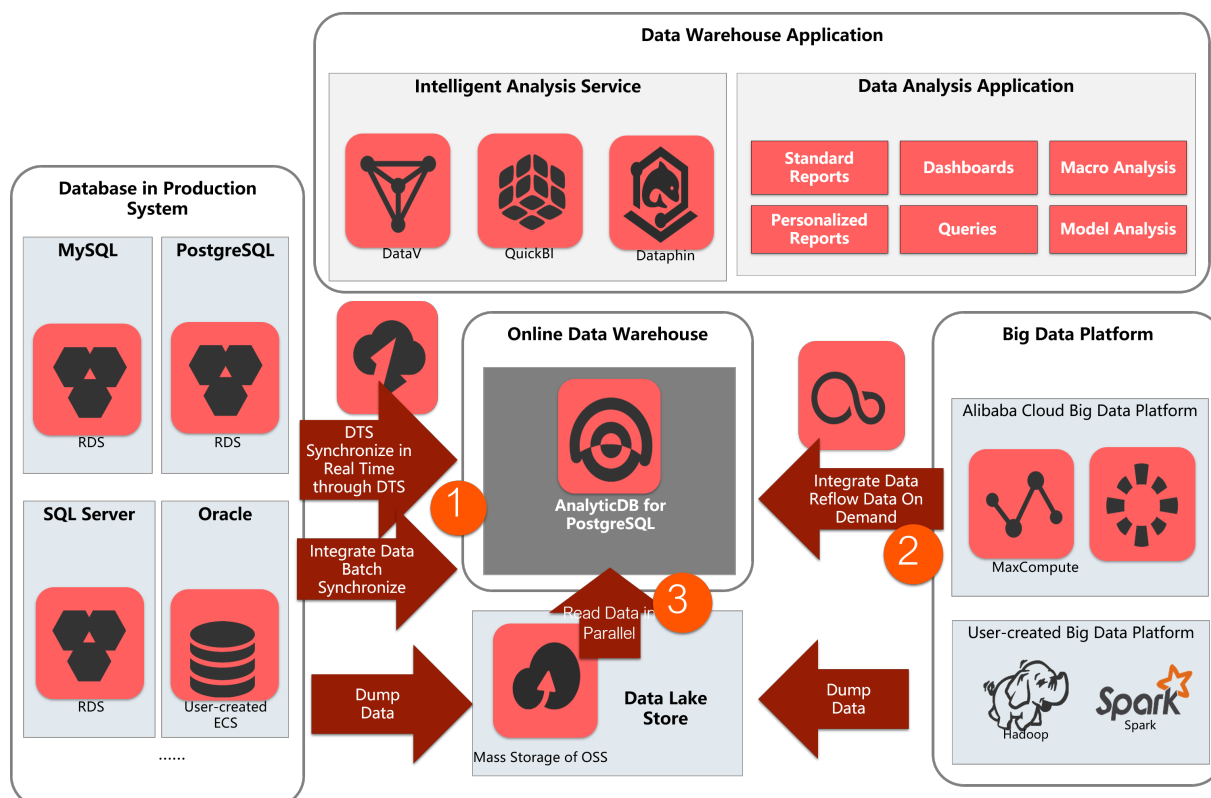 Data Warehouse Application
Intelligent Analysis Service
DataV
QuickBI
Dataphin
Data Analysis Application
Standard
Reports
Dashboards
Macro Analysis
Personalized
Reports
Queries
Model Analysis
Database in Production
System
MySQL
RDS
PostgreSQL
RDS
SQL Server
RDS
Oracle
User-created
ECS
......
DTS
Synchronize in
Real Time
through DTS
1
Integrate Data
Batch
Synchronize
Dump
Data
Online Data Warehouse
AnalyticDB for
PostgreSQL
3
Read Data in
Parallel
Data Lake
Store
Mass Storage of OSS
Integrate Data
Reflow Data On
Demand
2
Dump
Data
Big Data Platform
Alibaba Cloud Big Data Platform
MaxCompute
User-created Big Data Platform
Hadoop
Spark
Spark